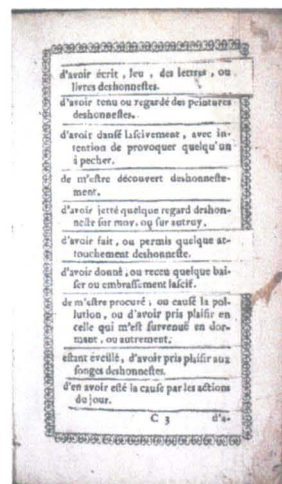 d'avoir écrit, leu, des lettres, ou
livres deshonnestes.
d'avoir tenu ou regardé des peintures
deshonnestes.
d'avoir dansé lascivement, avec in-
tention de provoquer quelqu'un
à pecher.
de m'estre découvert deshonneste-
ment.
d'avoir jetté quelque regard deshon-
neste sur moy, ou sur autruy.
d'avoir fait, ou permis quelque at-
touchement deshonneste.
d'avoir donné, ou receu quelque bai-
ser ou embrassement lascif.
de m'estre procuré, ou causé la pol-
lution, ou d'avoir pris plaisir en
celle qui m'est survenuë en dor-
mant, ou autrement.
estant éveillé, d'avoir pris plaisir aux
songes deshonnestes.
d'en avoir esté la cause par les actions
du jour.
C 3 d'a-